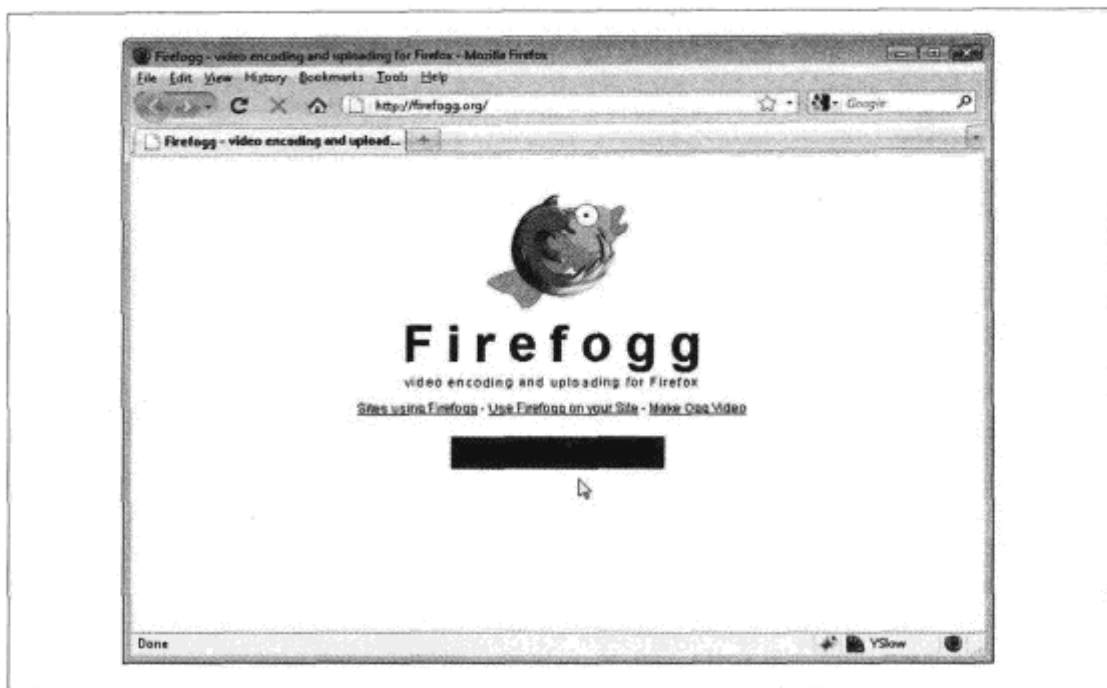 Firefogg - video encoding and uploading for Firefox - Mozilla Firefox
File Edit View History Bookmarks Tools Help
http://firefogg.org/
Google
Firefogg - video encoding and upload...
Firefogg
video encoding and uploading for Firefox
Sites using Firefogg - Use Firefogg on your Site - Make Ogg Video
Done
YSlow